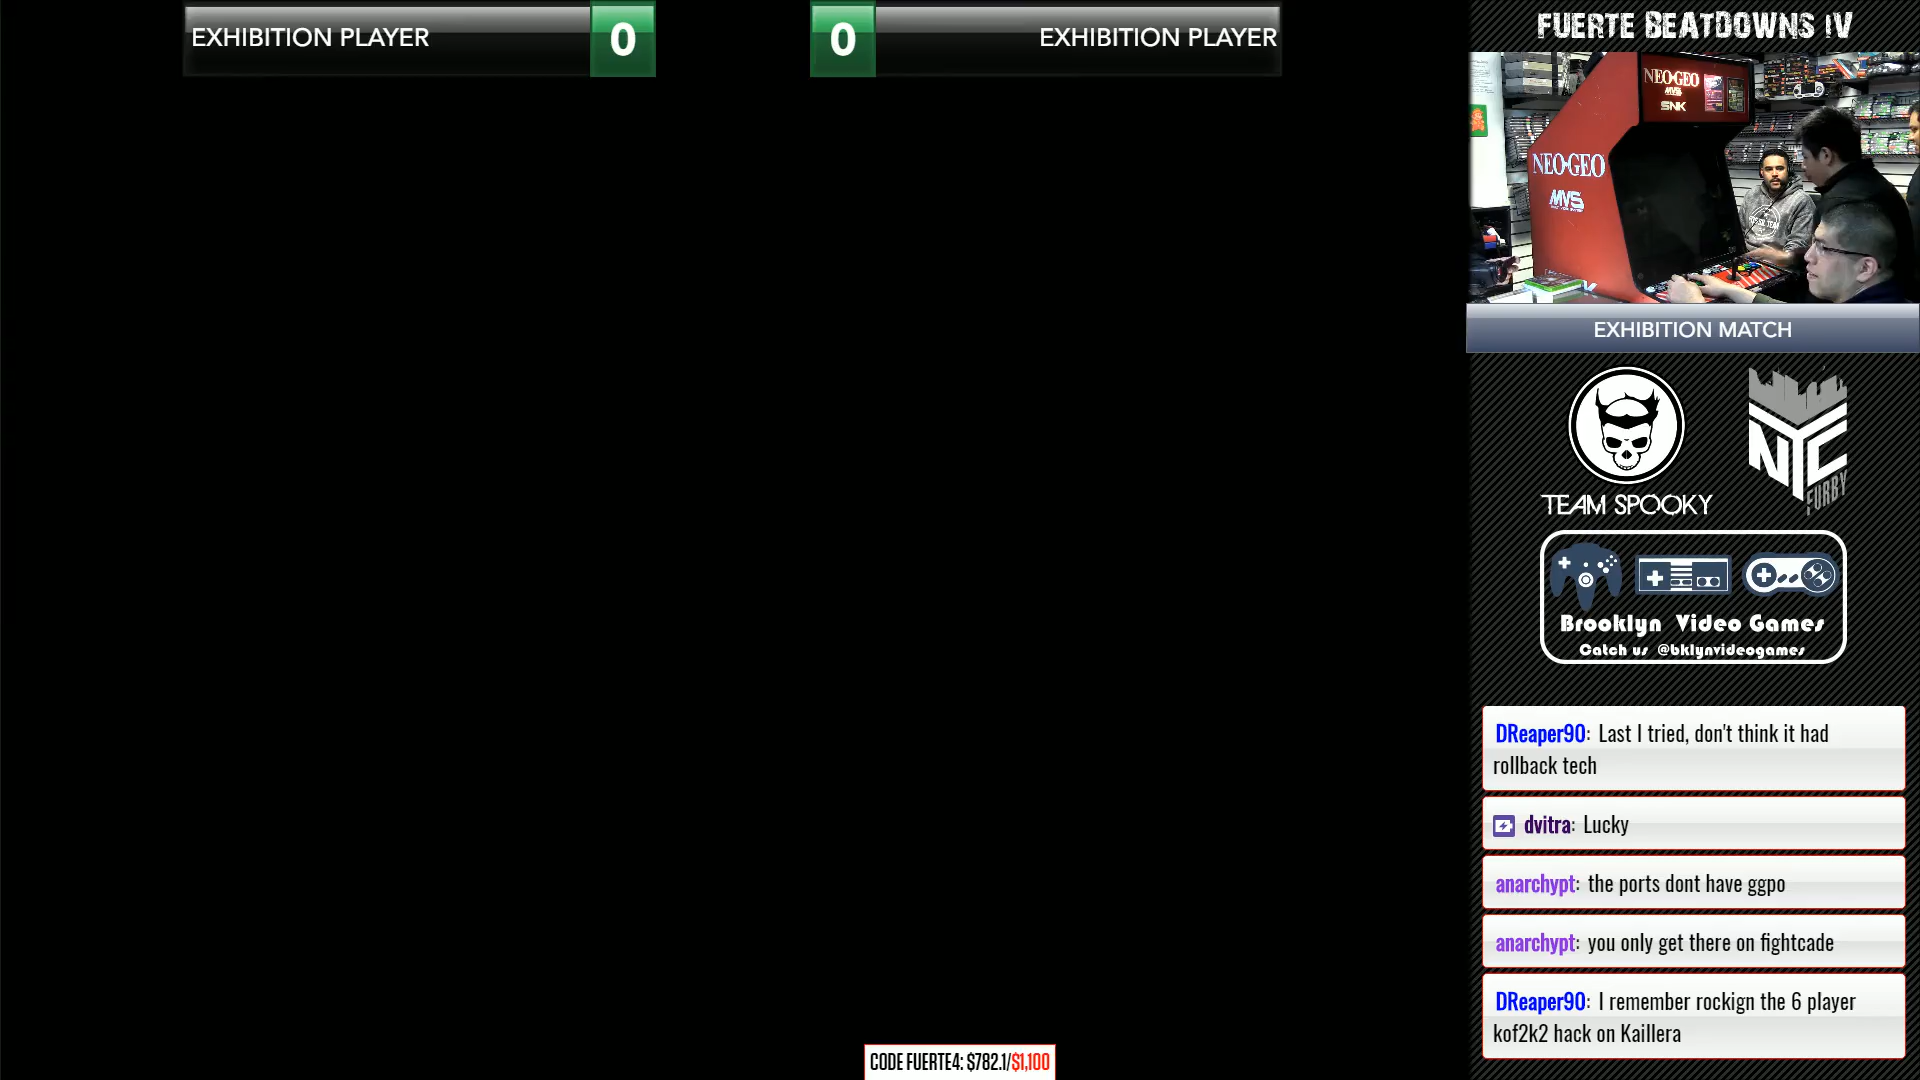 EXHIBITION PLAYER 0
0 EXHIBITION PLAYER
FUERTE BEATDOWNS IV
NEO-GEO
MVS
SNK
NEO-GEO
MVS
EXHIBITION MATCH
TEAM SPOOKY
NYC
FURBY
Brooklyn Video Games
Catch us @bklynvideogames
DReaper90: Last I tried, don't think it had
rollback tech
dvitra: Lucky
anarchypt: the ports dont have ggpo
anarchypt: you only get there on fightcade
DReaper90: I remember rockign the 6 player
kof2k2 hack on Kaillera
CODE FUERTE4: $782.1/$1,100